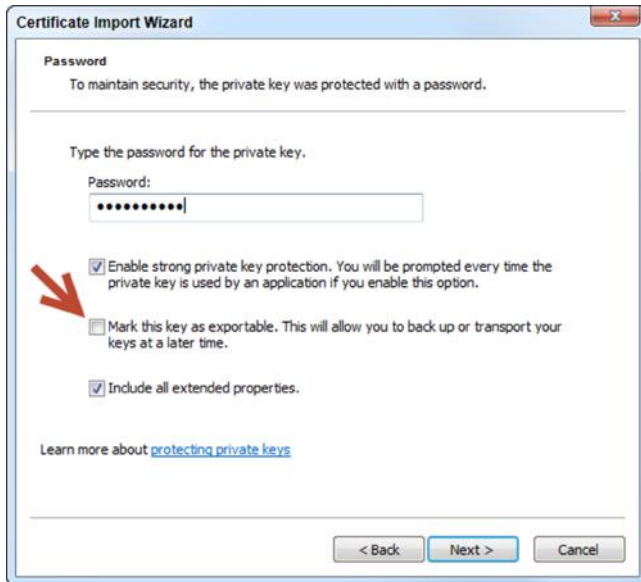 Certificate Import Wizard
Password
To maintain security, the private key was protected with a password.
Type the password for the private key.
Password:
••••••••••
Enable strong private key protection. You will be prompted every time the
private key is used by an application if you enable this option.
Mark this key as exportable. This will allow you to back up or transport your
keys at a later time.
Include all extended properties.
Learn more about protecting private keys
< Back Next > Cancel